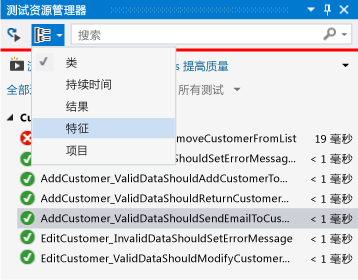 测试资源管理器
搜索
类
持续时间
结果
特征
项目
s 提高质量
全部
所有测试
moveCustomerFromList 19 毫秒
ShouldSetErrorMessag... < 1 毫秒
AddCustomer_ValidDataShouldAddCustomerTo... < 1 毫秒
AddCustomer_ValidDataShouldReturnCustomer... < 1 毫秒
AddCustomer_ValidDataShouldSendEmailToCus... < 1 毫秒
EditCustomer_InvalidDataShouldSetErrorMessage < 1 毫秒
EditCustomer_ValidDataShouldModifyCustomer... < 1 毫秒